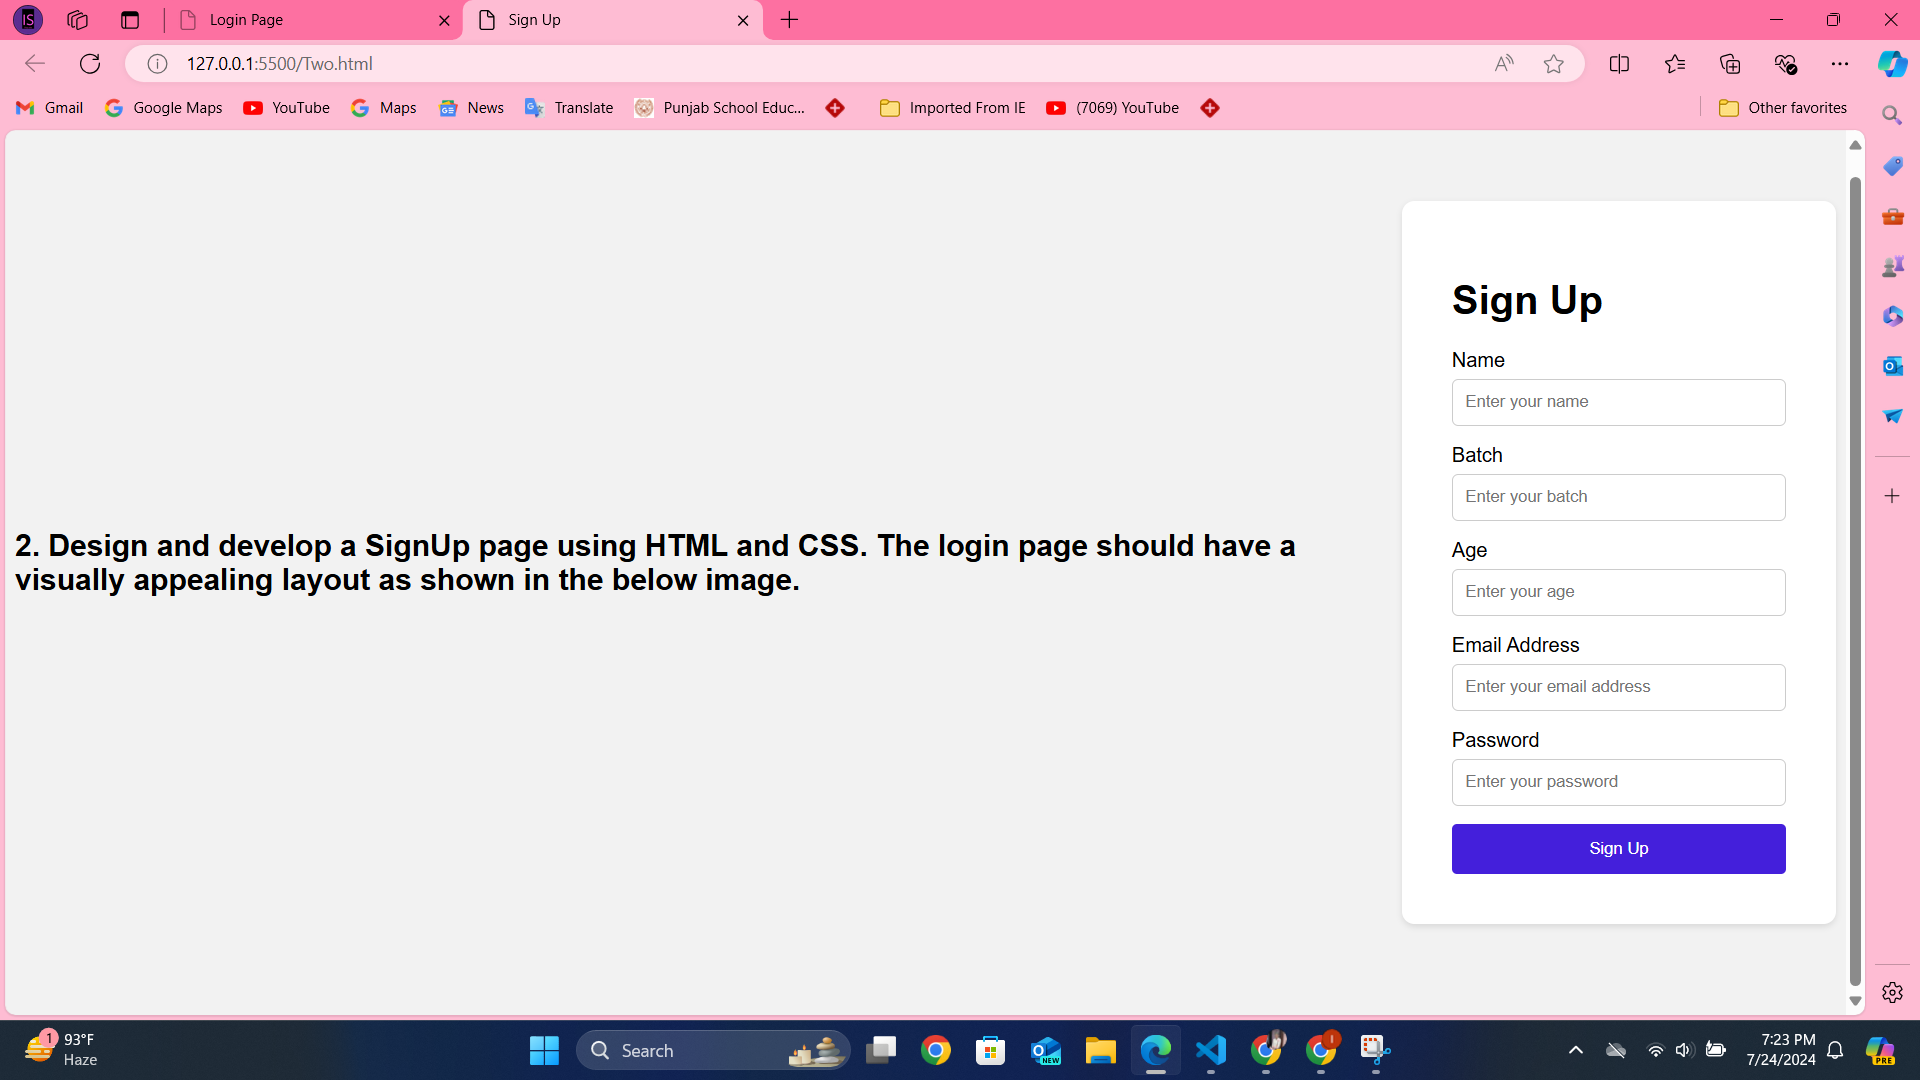 IS
Login Page
Sign Up
127.0.0.1:5500/Two.html
Gmail
Google Maps
YouTube
Maps
News
Translate
Punjab School Educ...
Imported From IE
(7069) YouTube
Other favorites
2. Design and develop a SignUp page using HTML and CSS. The login page should have a
visually appealing layout as shown in the below image.
Sign Up
Name
Enter your name
Batch
Enter your batch
Age
Enter your age
Email Address
Enter your email address
Password
Enter your password
Sign Up
1
93°F
Haze
Search
NEW
7:23 PM
7/24/2024
PRE